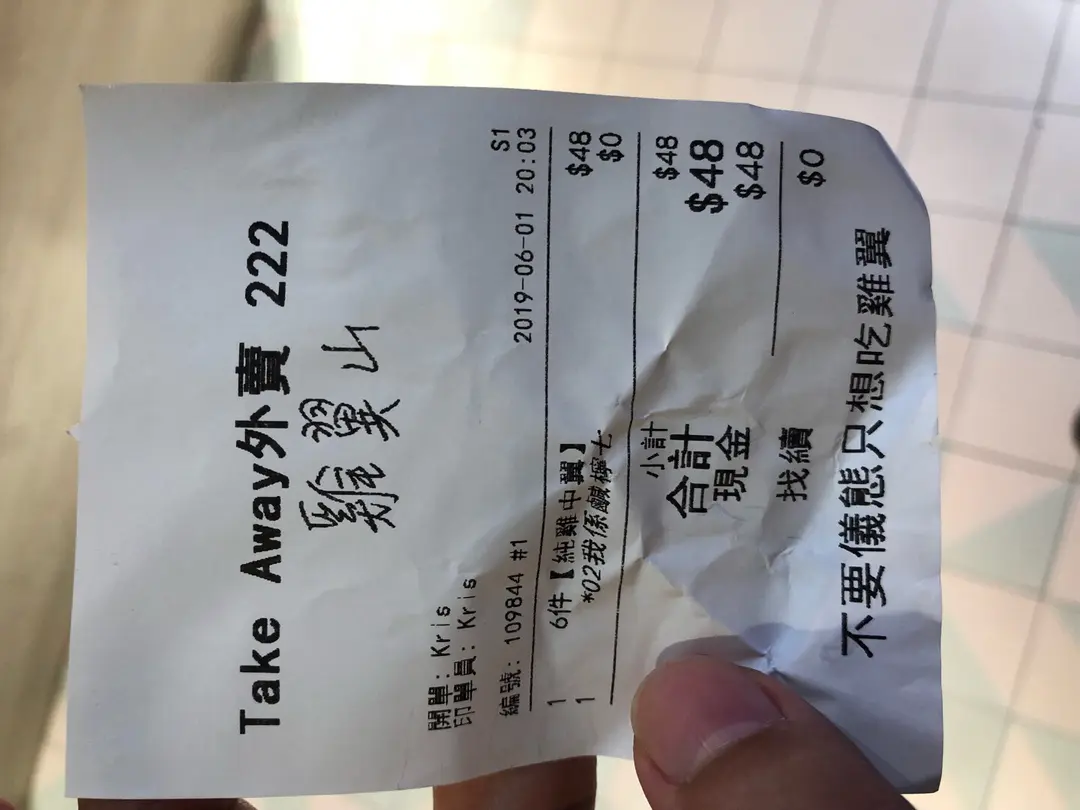 Take Away外賣 222
雞翼山
開單: Kris
印單員: Kris
S1
編號: 109844 #1 2019-06-01 20:03
1 6件【純雞中翼】 $48
1 *02我係鹹檸七 $0
小計 $48
合計 $48
現金 $48
找續 $0
不要儀態只想吃雞翼